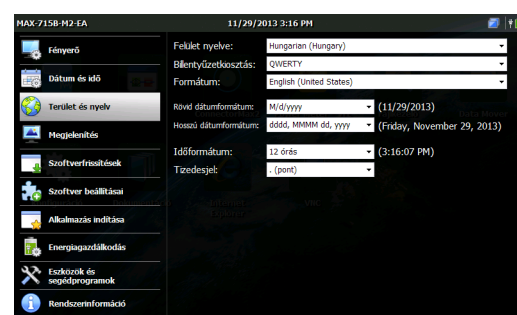 MAX-715B-M2-EA 11/29/2013 3:16 PM
Fényerő
Dátum és idő
Terület és nyelv
Megjelenítés
Szoftverfrissítések
Szoftver beállításai
Alkalmazás indítása
Energiagazdálkodás
Eszközök és
segédprogramok
Rendszerinformáció
Felület nyelve: Hungarian (Hungary)
Billentyűzetkiosztás: QWERTY
Formátum: English (United States)
Rövid dátumformátum: M/d/yyyy (11/29/2013)
Hosszú dátumformátum: dddd, MMMM dd, yyyy (Friday, November 29, 2013)
Időformátum: 12 órás (3:16:07 PM)
Tizedesjel: . (pont)